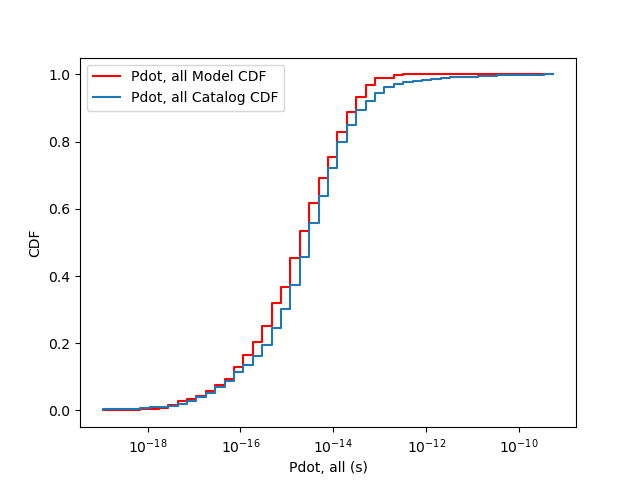 Pdot, all Model CDF
Pdot, all Catalog CDF
1.0
0.8
0.6
0.4
0.2
0.0
CDF
10⁻¹⁸
10⁻¹⁶
10⁻¹⁴
10⁻¹²
10⁻¹⁰
Pdot, all (s)